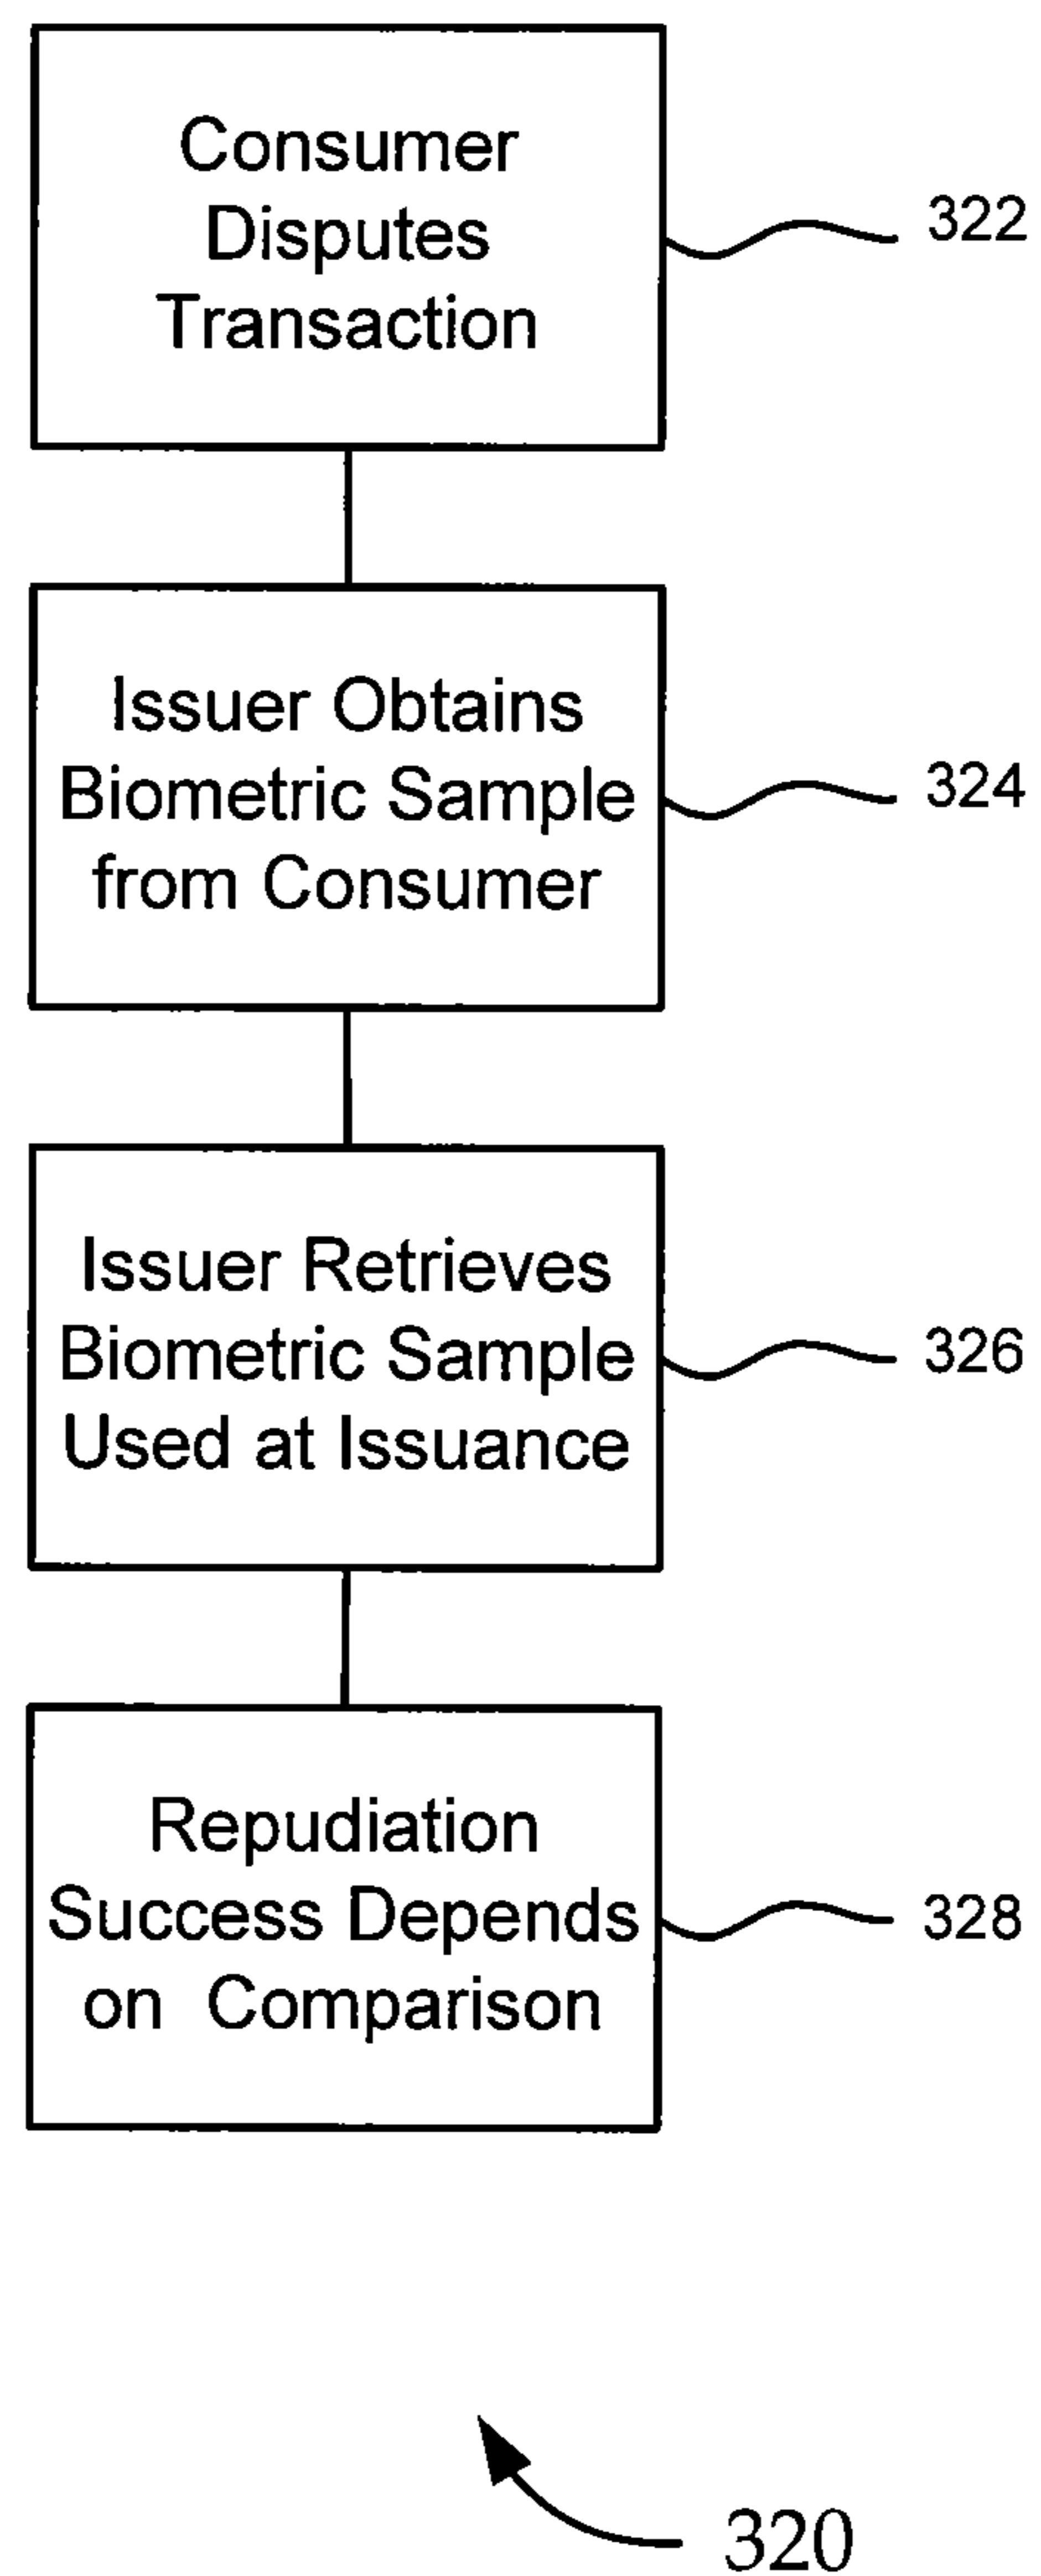 Consumer
Disputes
Transaction
322
Issuer Obtains
Biometric Sample
from Consumer
324
Issuer Retrieves
Biometric Sample
Used at Issuance
326
Repudiation
Success Depends
on Comparison
328
320